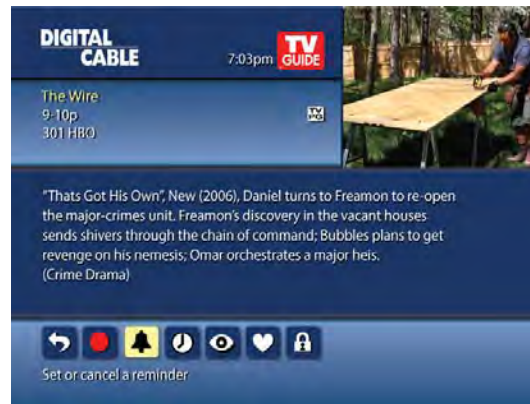 DIGITAL
CABLE
7:03pm
TV
GUIDE
The Wire
9-10p
301 HBO
TV
PG
"Thats Got His Own", New (2006), Daniel turns to Freamon to re-open
the major-crimes unit. Freamon's discovery in the vacant houses
sends shivers through the chain of command; Bubbles plans to get
revenge on his nemesis; Omar orchestrates a major heis.
(Crime Drama)
Set or cancel a reminder